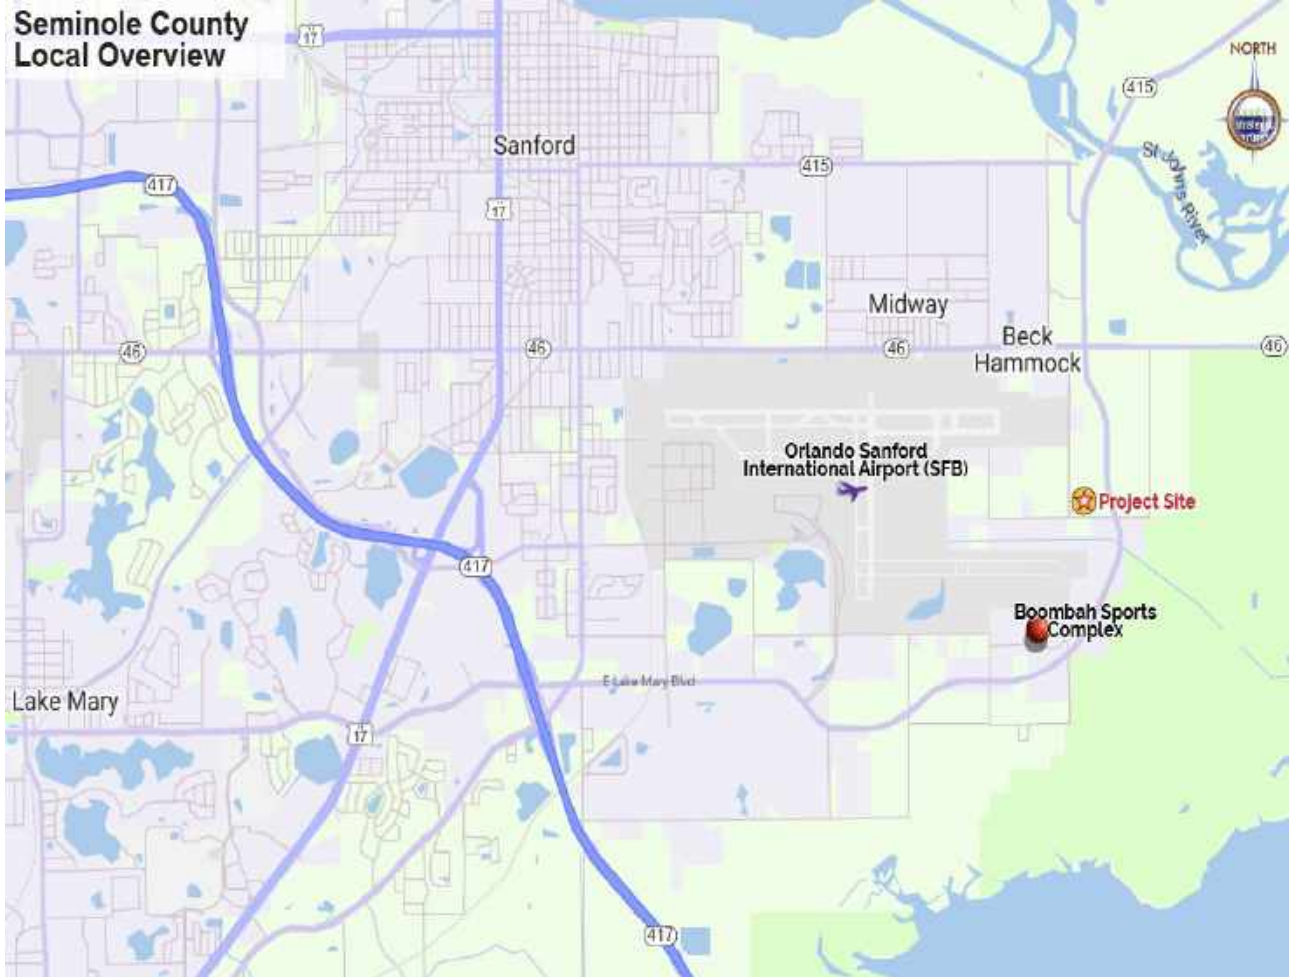 Seminole County
Local Overview
17
NORTH
415
Sanford
415
St Johns River
417
17
Midway
Beck
Hammock
46
46
46
46
Orlando Sanford
International Airport (SFB)
Project Site
417
Boombah Sports
Complex
E Lake Mary Blvd
Lake Mary
17
417